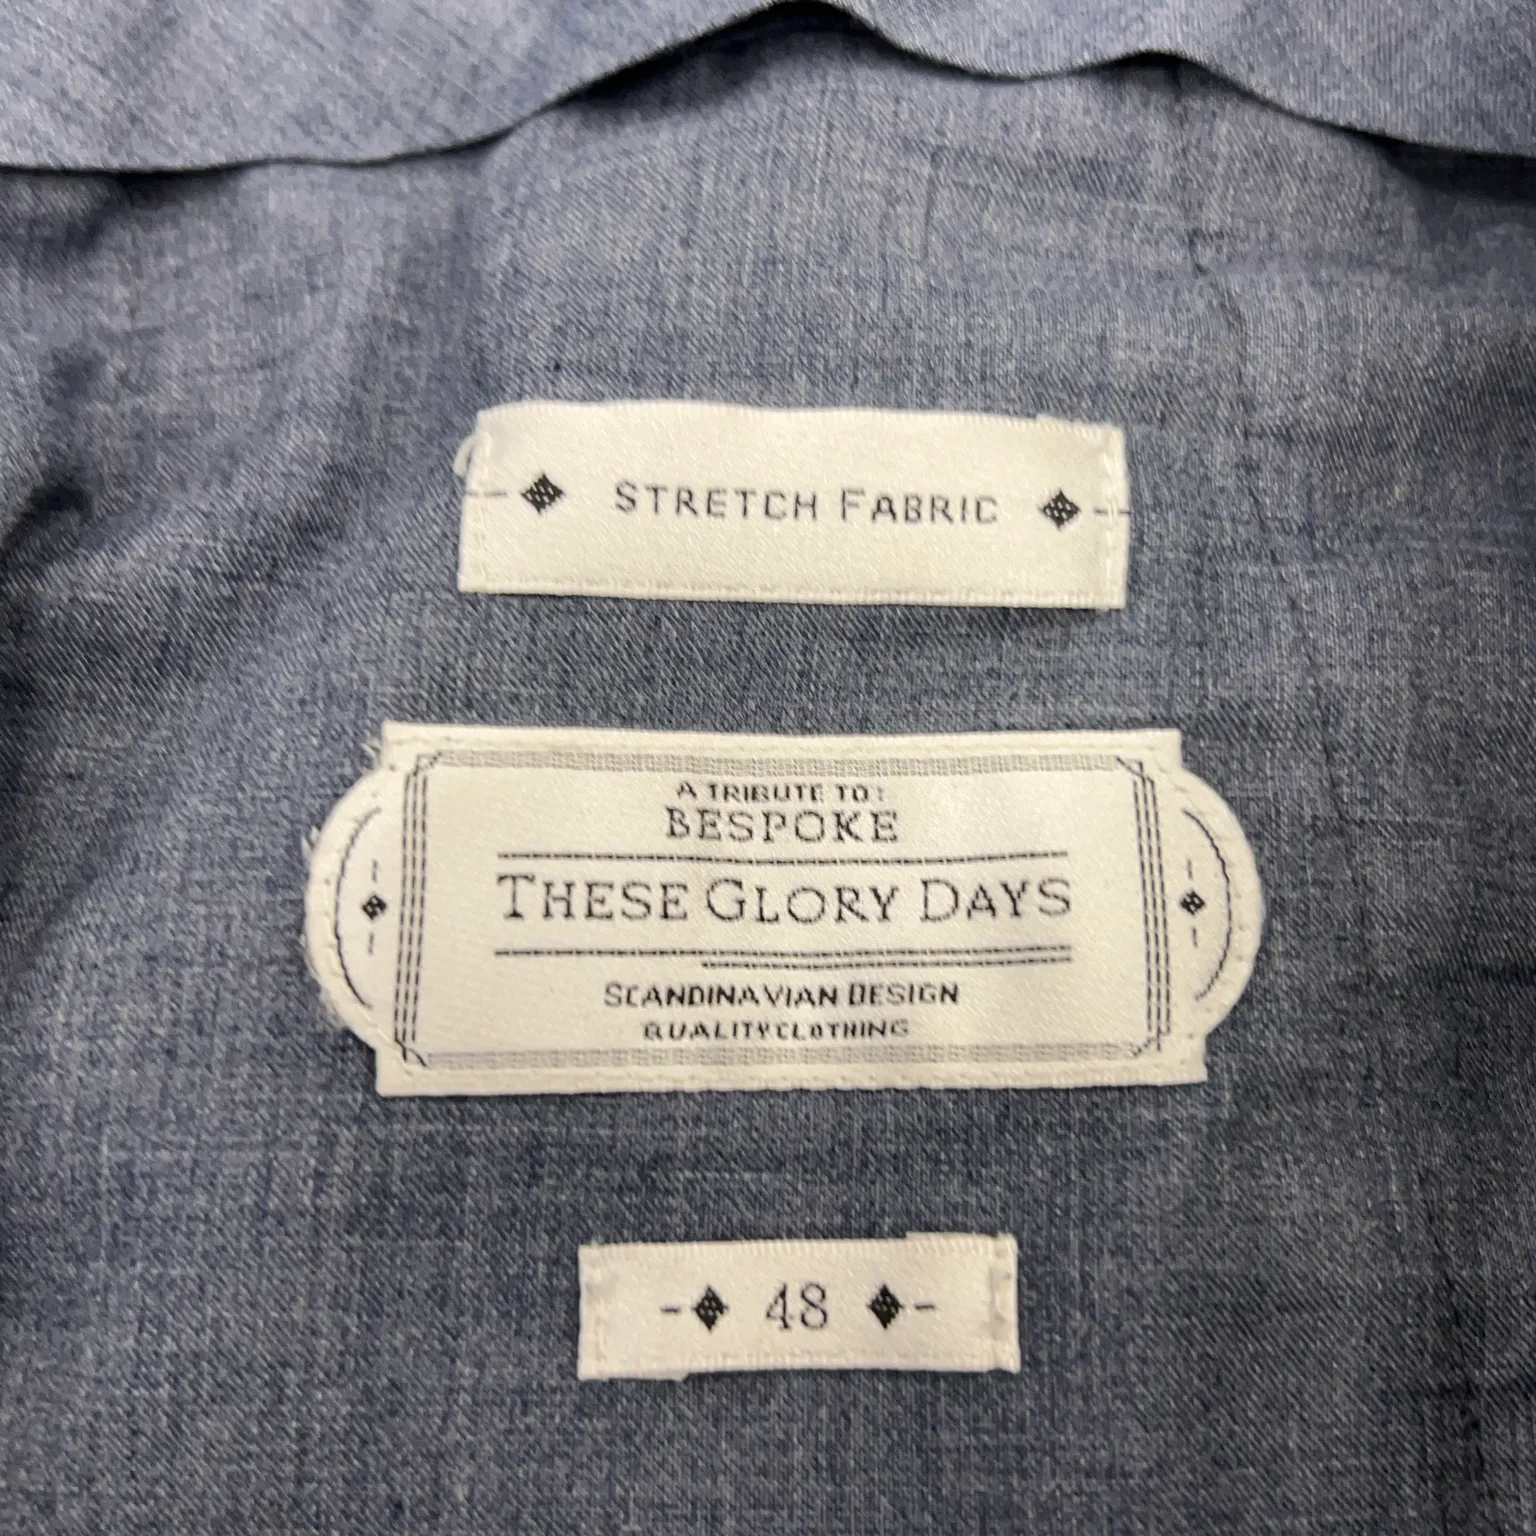 STRETCH FABRIC
A TRIBUTE TO:
BESPOKE
THESE GLORY DAYS
SCANDINAVIAN DESIGN
QUALITY CLOTHING
48